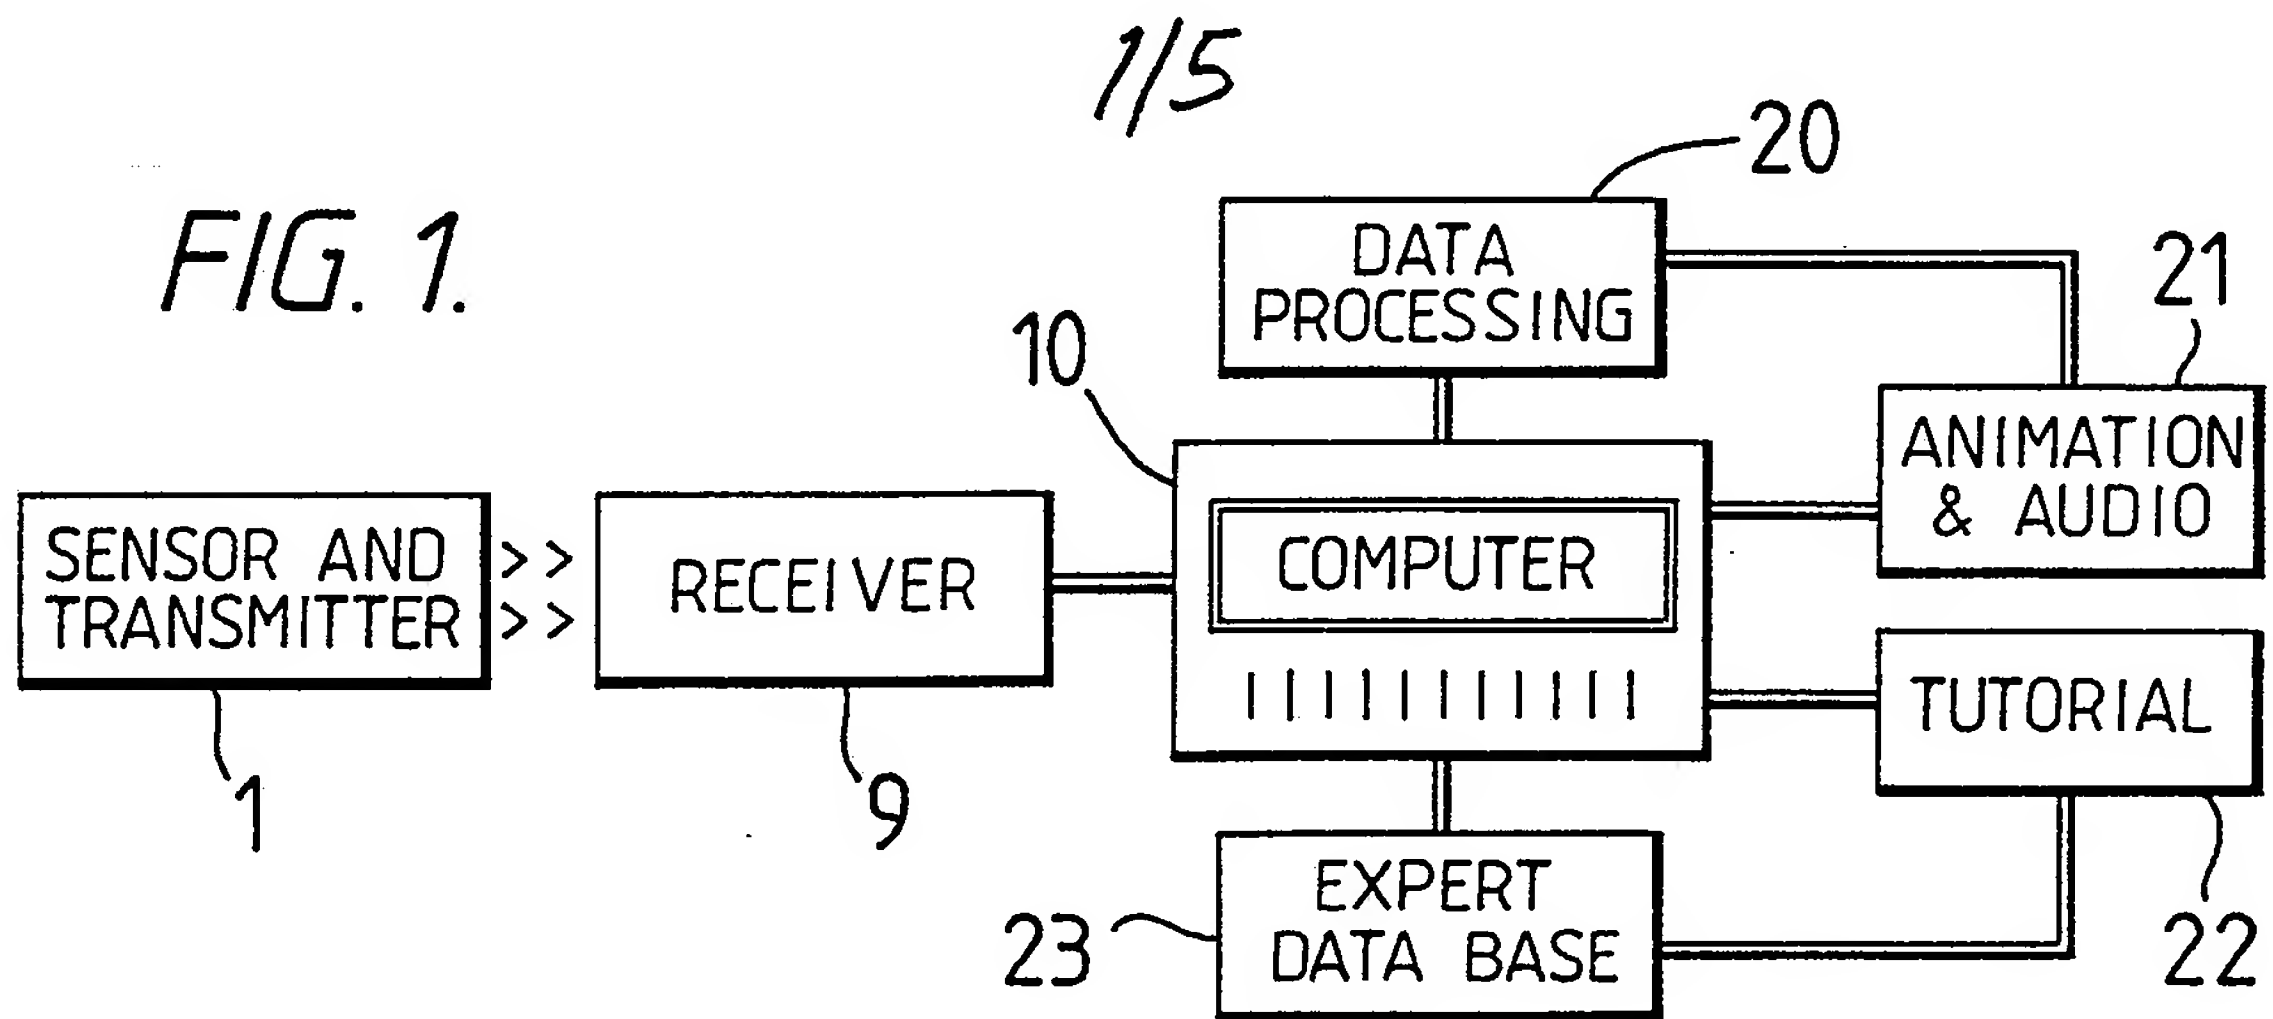 1/5
FIG. 1.
20
DATA
PROCESSING
21
10
ANIMATION
& AUDIO
SENSOR AND
TRANSMITTER
> >
> >
RECEIVER
COMPUTER
TUTORIAL
1
9
EXPERT
DATA BASE
23
22